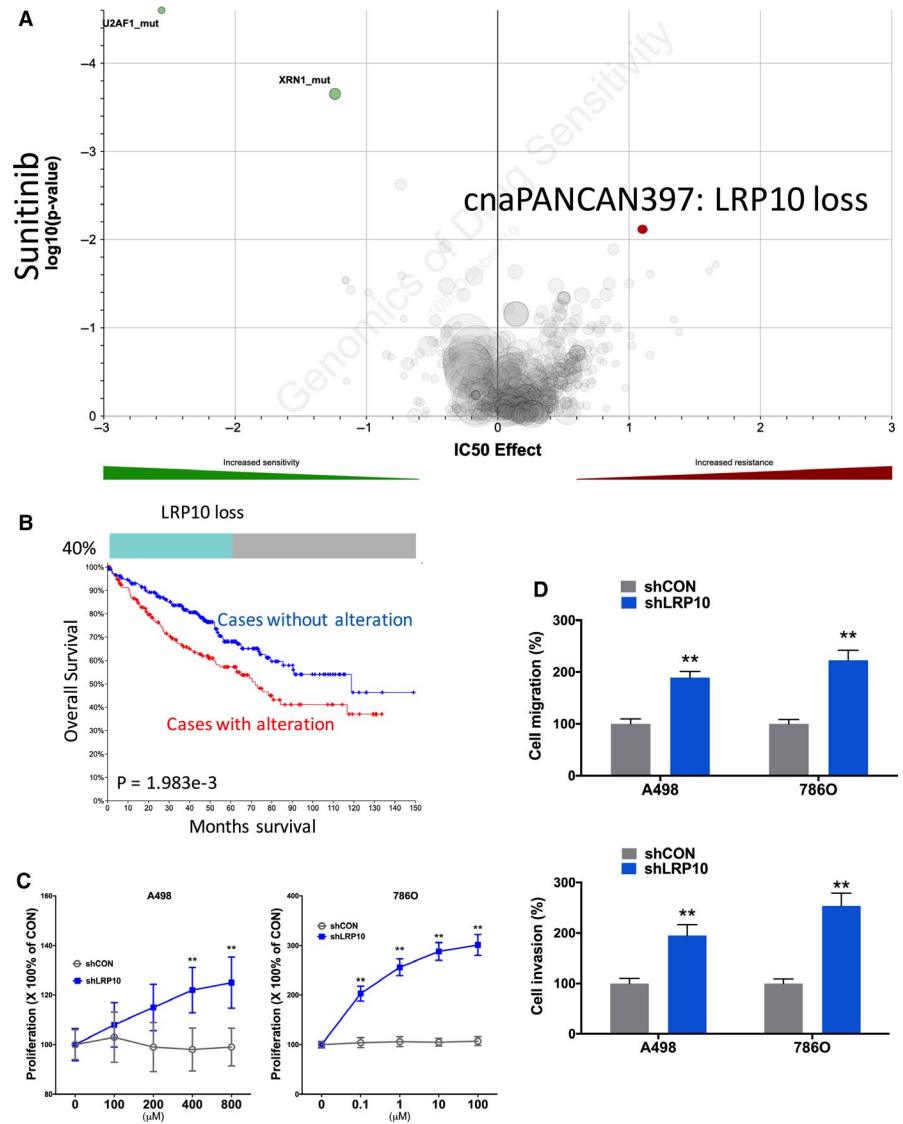 A
U2AF1_mut
XRN1_mut
Genomics of Drug Sensitivity
cnaPANCAN397: LRP10 loss
Sunitinib
log10(p-value)
−4
−3
−2
−1
0
−3
−2
−1
0
1
2
3
IC50 Effect
Increased sensitivity
Increased resistance
B
LRP10 loss
40%
100%
90%
80%
70%
60%
50%
40%
30%
20%
10%
0%
Overall Survival
Cases without alteration
Cases with alteration
P = 1.983e-3
0 10 20 30 40 50 60 70 80 90 100 110 120 130 140 150
Months survival
C
A498
Proliferation (X 100% of CON)
160
140
120
100
80
shCON
shLRP10
** **
0 100 200 400 800
(μM)
786O
Proliferation (X 100% of CON)
400
300
200
100
0
shCON
shLRP10
** ** ** **
0 0.1 1 10 100
(μM)
D
shCON
shLRP10
Cell migration (%)
300
200
100
0
** **
A498 786O
shCON
shLRP10
Cell invasion (%)
300
200
100
0
** **
A498 786O